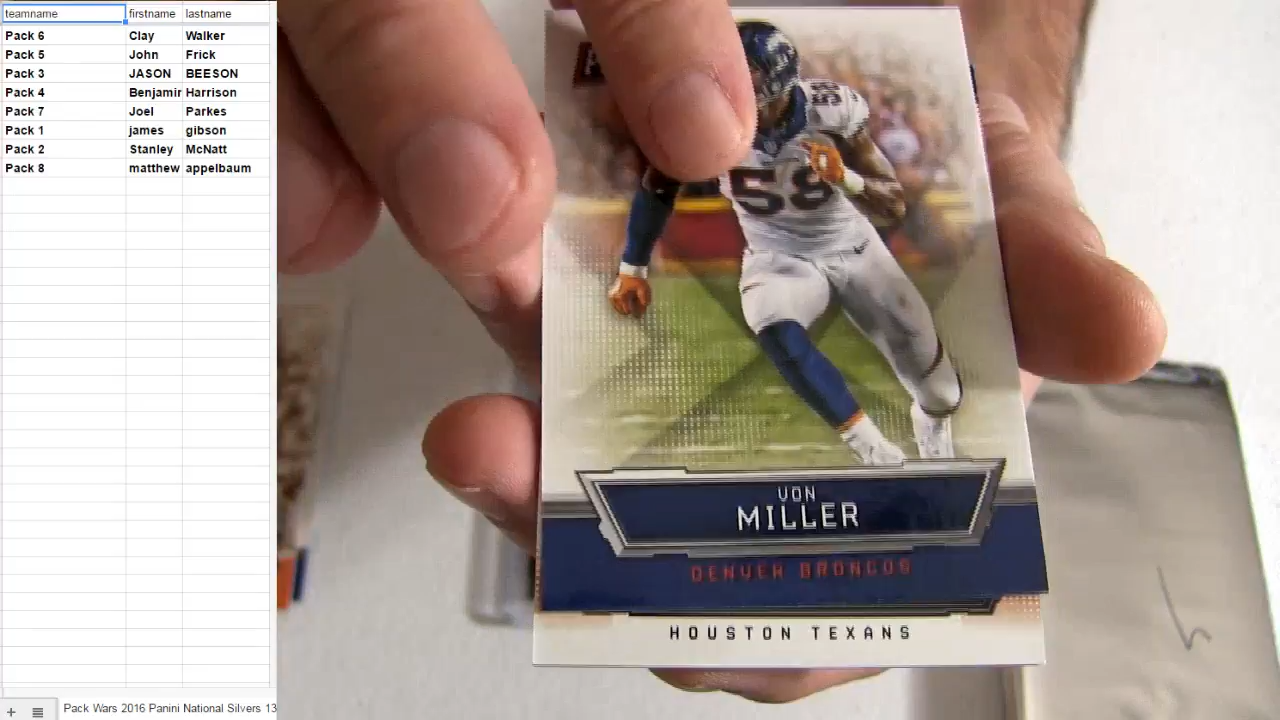 teamname firstname lastname
Pack 6 Clay Walker
Pack 5 John Frick
Pack 3 JASON BEESON
Pack 4 Benjamir Harrison
Pack 7 Joel Parkes
Pack 1 james gibson
Pack 2 Stanley McNatt
Pack 8 matthew appelbaum
Pack Wars 2016 Panini National Silvers 13
58
58
VON
MILLER
DENVER BRONCOS
HOUSTON TEXANS